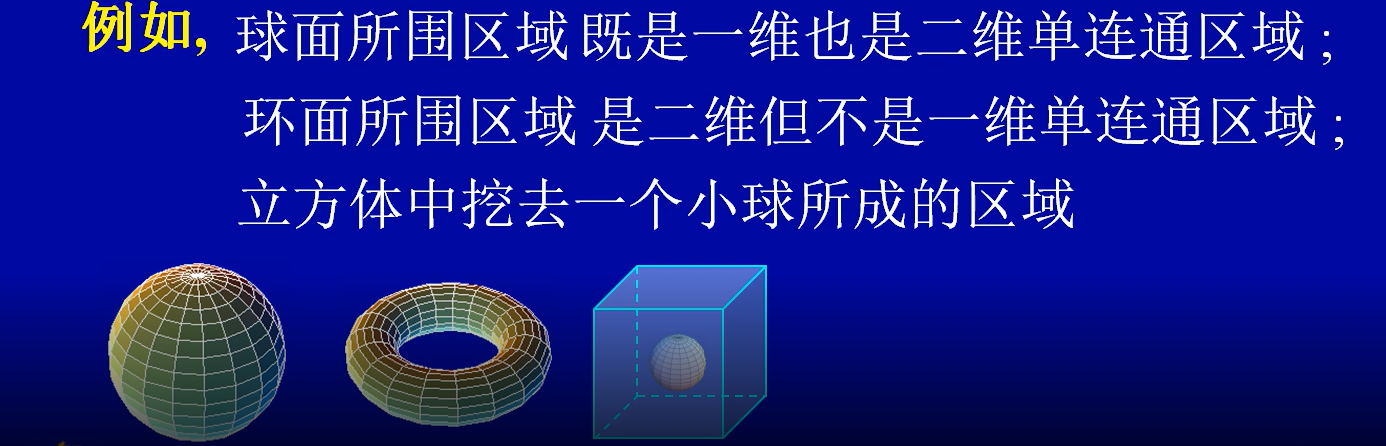 例如, 球面所围区域既是一维也是二维单连通区域;
环面所围区域 是二维但不是一维单连通区域;
立方体中挖去一个小球所成的区域